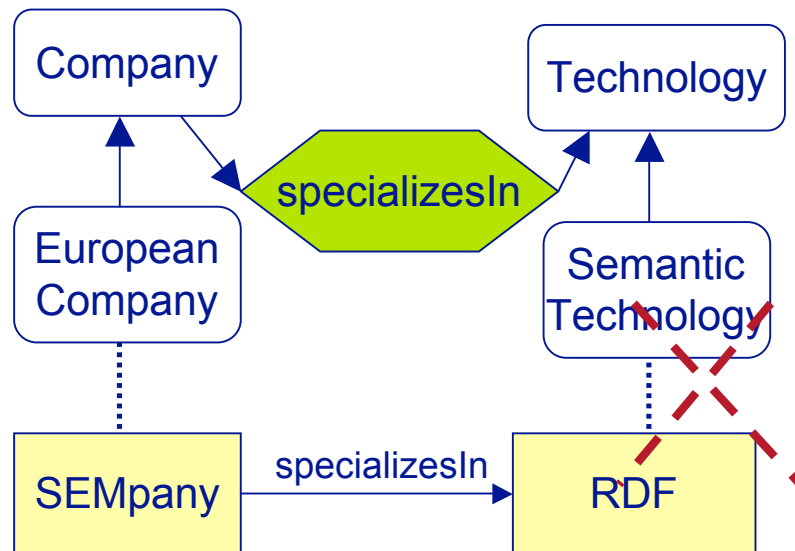 Company
Technology
specializesIn
European
Company
Semantic
Technology
specializesIn
SEMpany
RDF